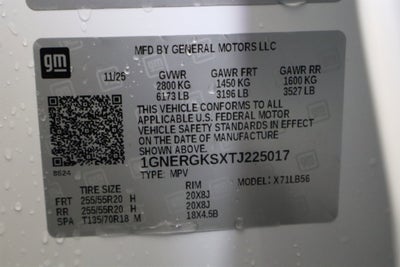 gm
MFD BY GENERAL MOTORS LLC
11/25 GVWR GAWR FRT GAWR RR
2800 KG 1450 KG 1600 KG
6173 LB 3196 LB 3527 LB
THIS VEHICLE CONFORMS TO ALL
APPLICABLE U.S. FEDERAL MOTOR
VEHICLE SAFETY STANDARDS IN EFFECT
ON THE DATE OF MANUFACTURE
SHOWN ABOVE.
1GNERGKSXTJ225017
8624 TYPE: MPV MODEL: X71LB56
TIRE SIZE RIM
FRT 255/55R20 H 20X8J
RR 255/55R20 H 20X8J
SPA T135/70R18 M 18X4.5B